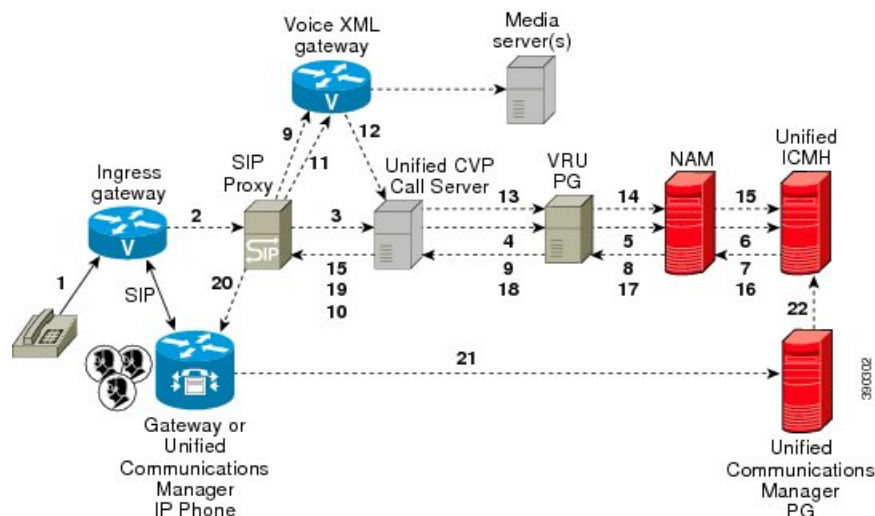 Voice XML
gateway
Media
server(s)
V
9
11
12
Ingress
gateway
SIP
Proxy
Unified CVP
Call Server
VRU
PG
NAM
Unified
ICMH
1
V
2
SIP
3
13
14
15
4
5
6
15
9
8
7
19
18
17
16
10
SIP
20
21
22
390302
Gateway or
Unified
Communications
Manager
IP Phone
Unified
Communications
Manager
PG